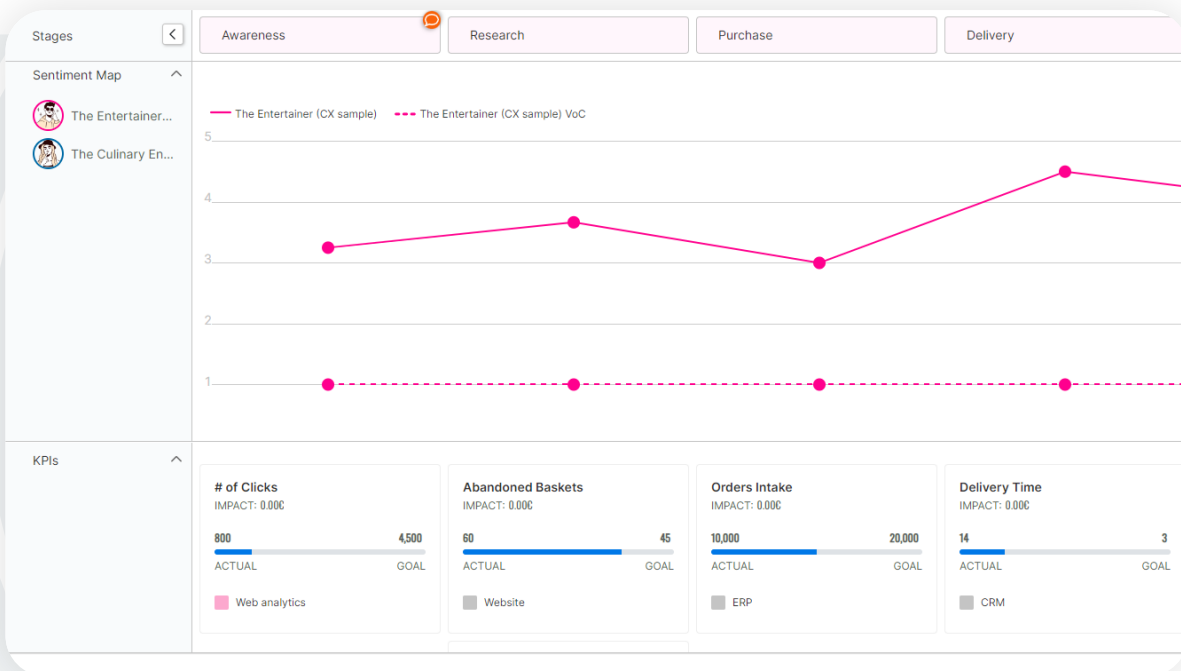 Stages
Awareness
Research
Purchase
Delivery
Sentiment Map
The Entertainer...
The Culinary En...
The Entertainer (CX sample)
The Entertainer (CX sample) VoC
5
4
3
2
1
KPIs
# of Clicks
IMPACT: 0.00€
800 4,500
ACTUAL GOAL
Web analytics
Abandoned Baskets
IMPACT: 0.00€
60 45
ACTUAL GOAL
Website
Orders Intake
IMPACT: 0.00€
10,000 20,000
ACTUAL GOAL
ERP
Delivery Time
IMPACT: 0.00€
14 3
ACTUAL GOAL
CRM